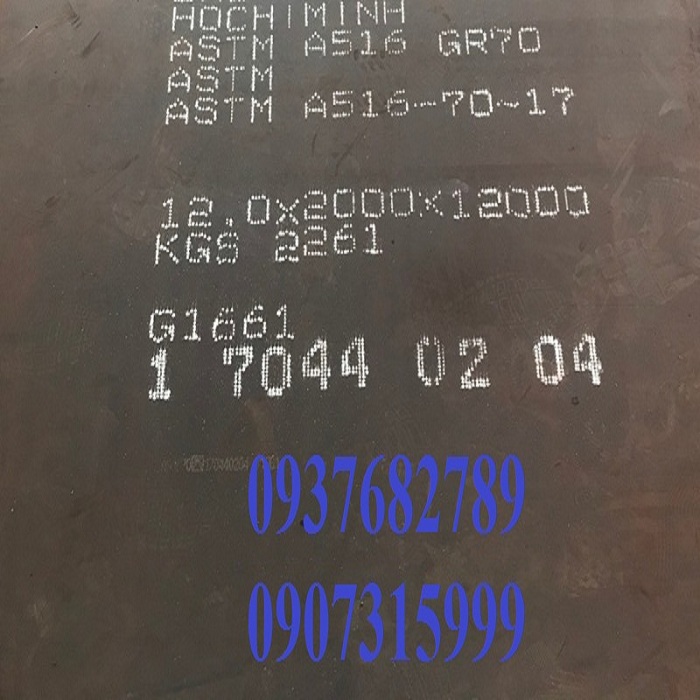 HOCHIMINH
ASTM A516 GR70
ASTM
ASTM A516-70-17
12.0x2000x12000
KGS 2261
G1661
1 7044 02 04
0937682789
0907315999